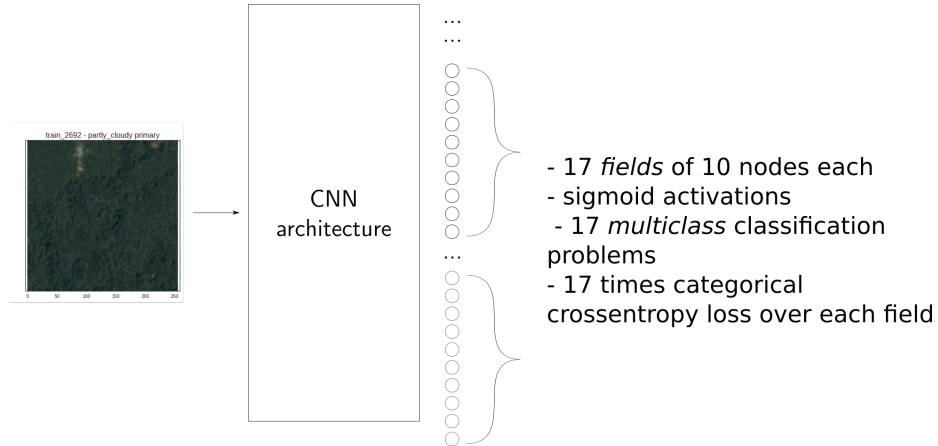 ...
...
train_2692 - partly_cloudy primary
0 50 100 150 200 250
CNN
architecture
...
- 17 fields of 10 nodes each
- sigmoid activations
- 17 multiclass classification
problems
- 17 times categorical
crossentropy loss over each field